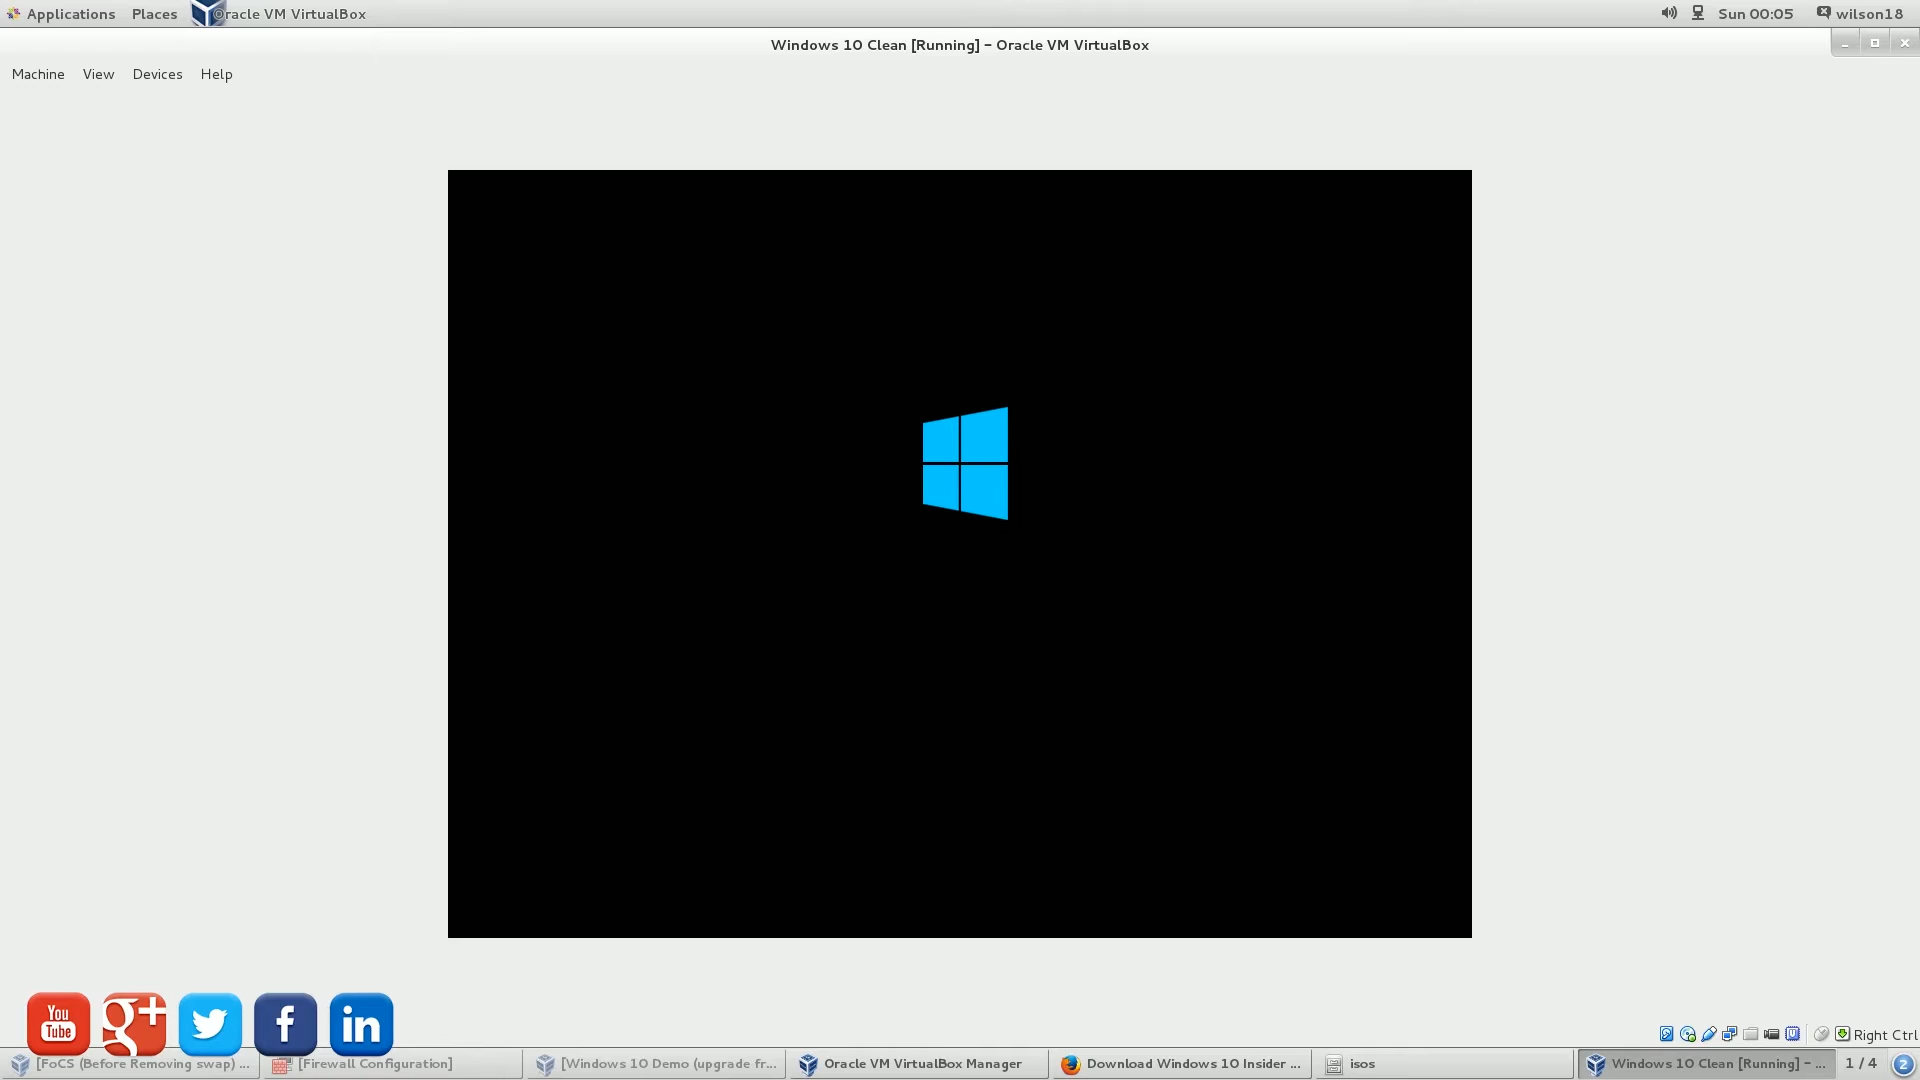 Applications Places Oracle VM VirtualBox Sun 00:05 wilson18
Windows 10 Clean [Running] – Oracle VM VirtualBox
Machine View Devices Help
You
Tube
g+
f
in
Right Ctrl
[FoCS (Before Removing swap) ... [Firewall Configuration] [Windows 10 Demo (upgrade fr... Oracle VM VirtualBox Manager Download Windows 10 Insider ... isos Windows 10 Clean [Running] – ... 1 / 4 2